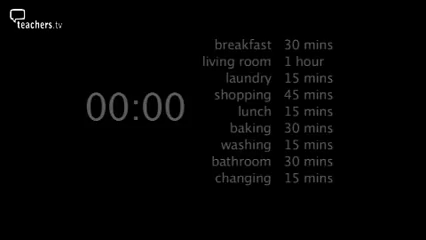 teachers.tv
00:00
breakfast 30 mins
living room 1 hour
laundry 15 mins
shopping 45 mins
lunch 15 mins
baking 30 mins
washing 15 mins
bathroom 30 mins
changing 15 mins